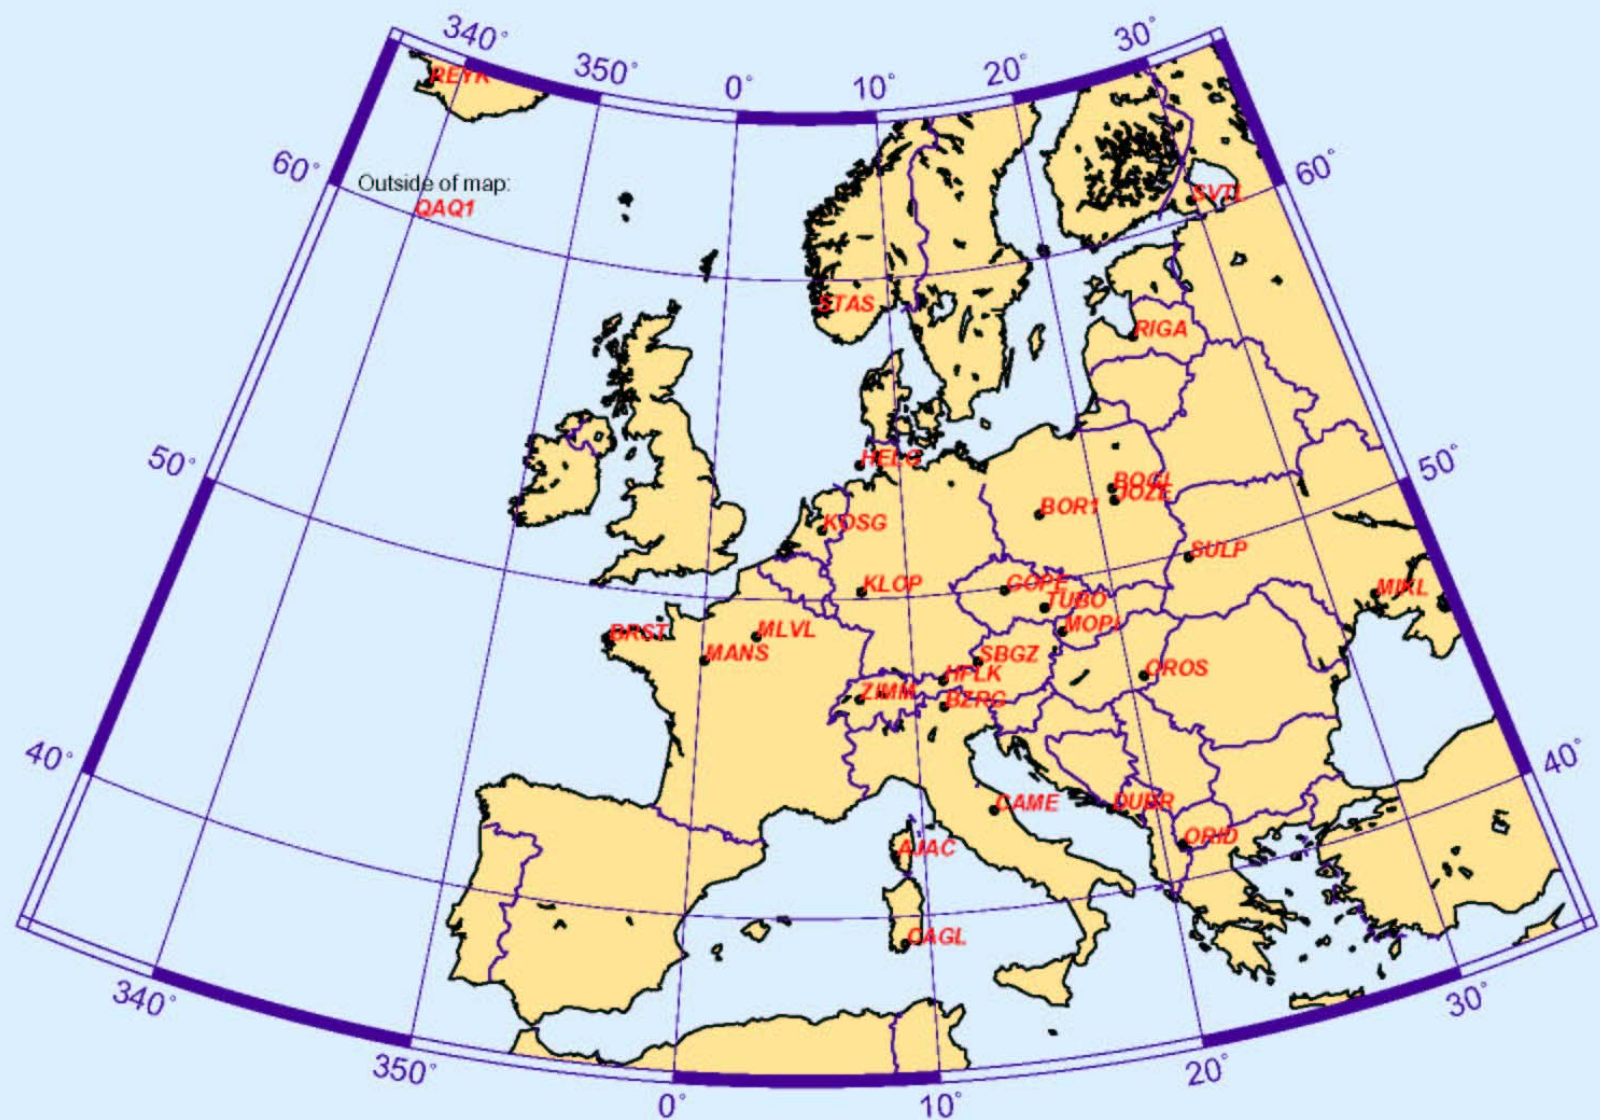 340°
350°
0°
10°
20°
30°
REYK
60°
60°
Outside of map:
QAQ1
SVTL
STAS
RIGA
50°
50°
HELG
BOGI
JOZE
BOR1
KOSG
SULP
KLOP
GOPE
MIKL
TUBO
BRST
MLVL
MOPI
MANS
SBGZ
HFLK
OROS
ZIMM
BZRG
40°
40°
CAME
DUBR
ORID
AJAC
CAGL
340°
350°
0°
10°
20°
30°